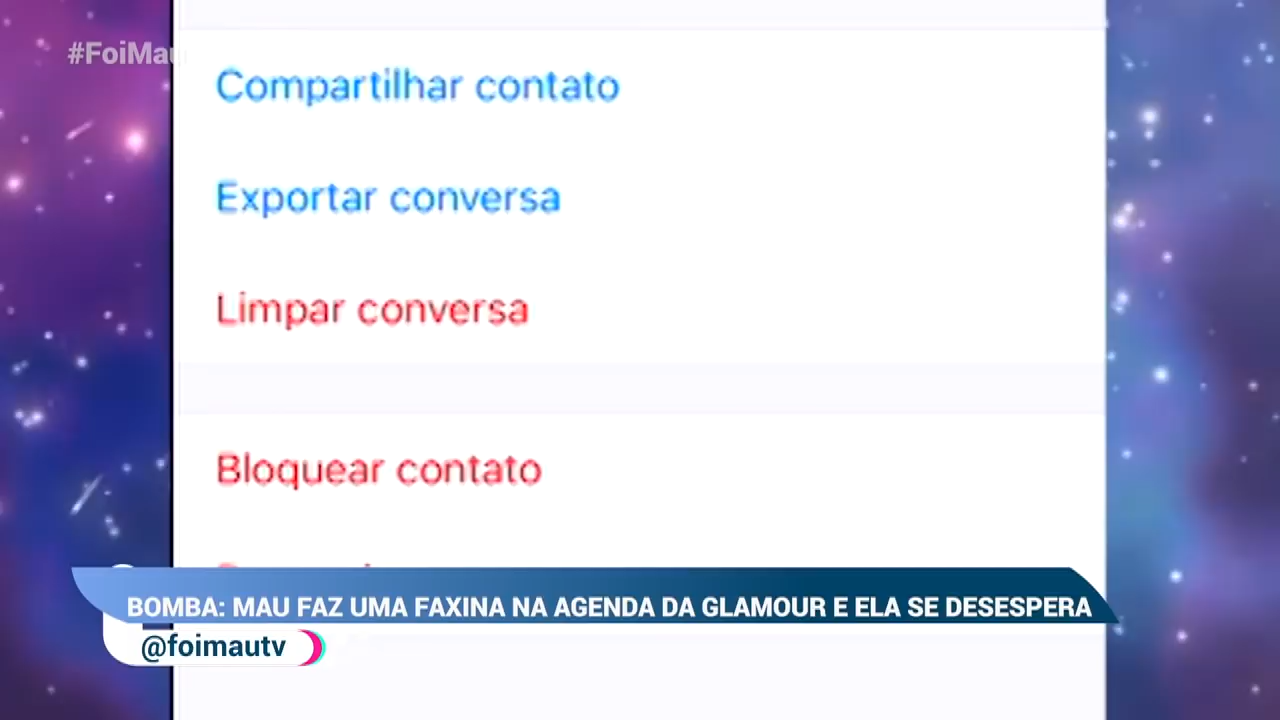 #FoiMau
Compartilhar contato
Exportar conversa
Limpar conversa
Bloquear contato
BOMBA: MAU FAZ UMA FAXINA NA AGENDA DA GLAMOUR E ELA SE DESESPERA
@foimautv